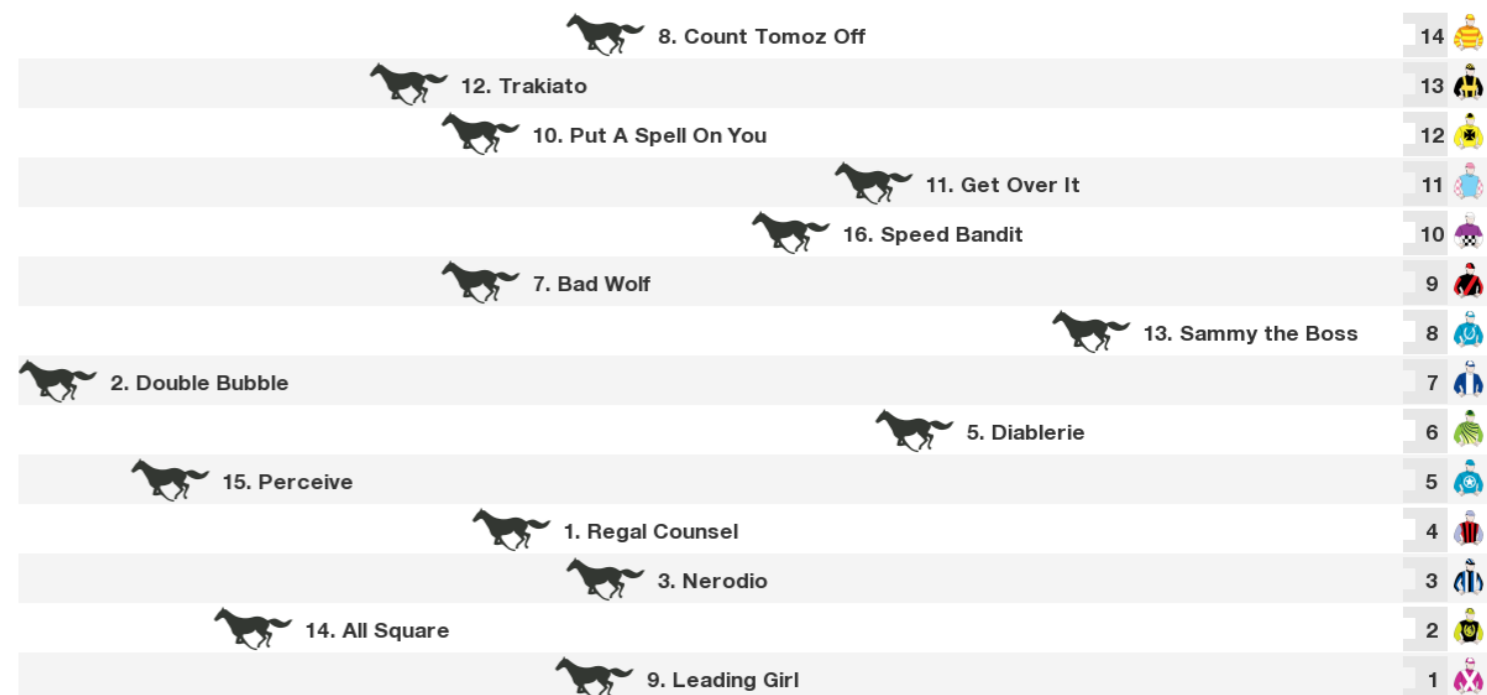 8. Count Tomoz Off 14
12. Trakiato 13
10. Put A Spell On You 12
11. Get Over It 11
16. Speed Bandit 10
7. Bad Wolf 9
13. Sammy the Boss 8
2. Double Bubble 7
5. Diablerie 6
15. Perceive 5
1. Regal Counsel 4
3. Nerodio 3
14. All Square 2
9. Leading Girl 1